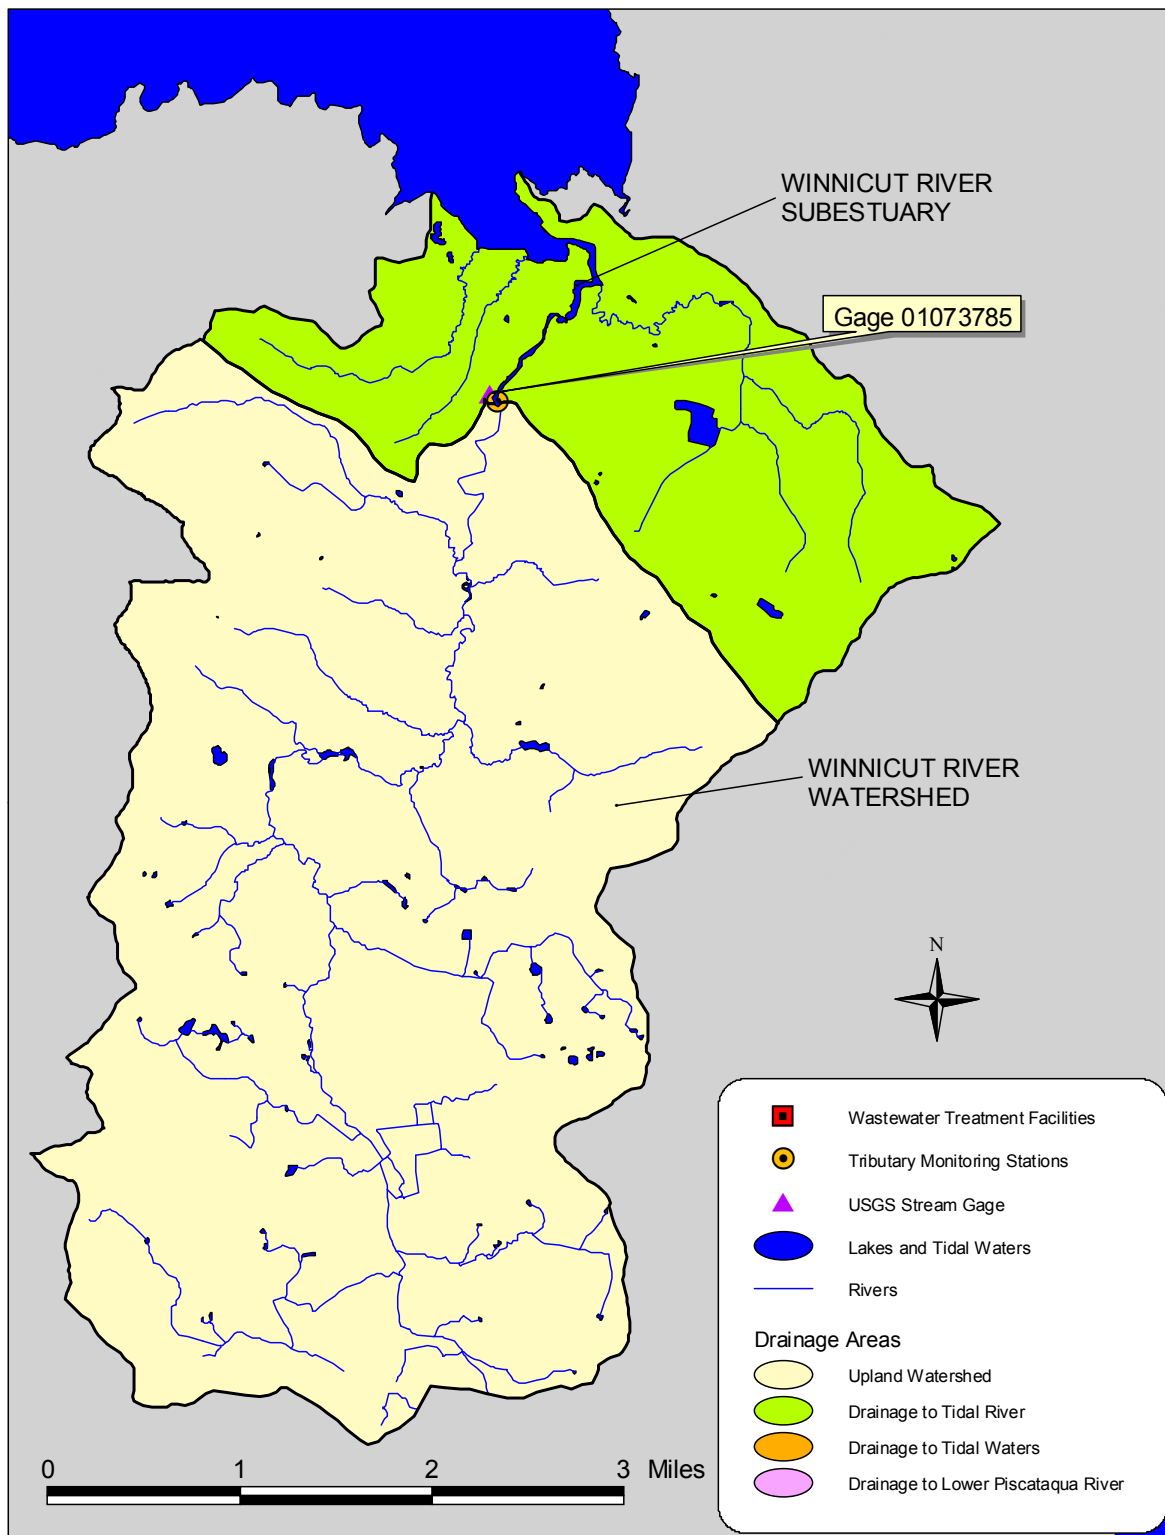 WINNICUT RIVER
SUBESTUARY
Gage 01073785
WINNICUT RIVER
WATERSHED
N
Wastewater Treatment Facilities
Tributary Monitoring Stations
USGS Stream Gage
Lakes and Tidal Waters
Rivers
Drainage Areas
Upland Watershed
Drainage to Tidal River
Drainage to Tidal Waters
Drainage to Lower Piscataqua River
0 1 2 3 Miles